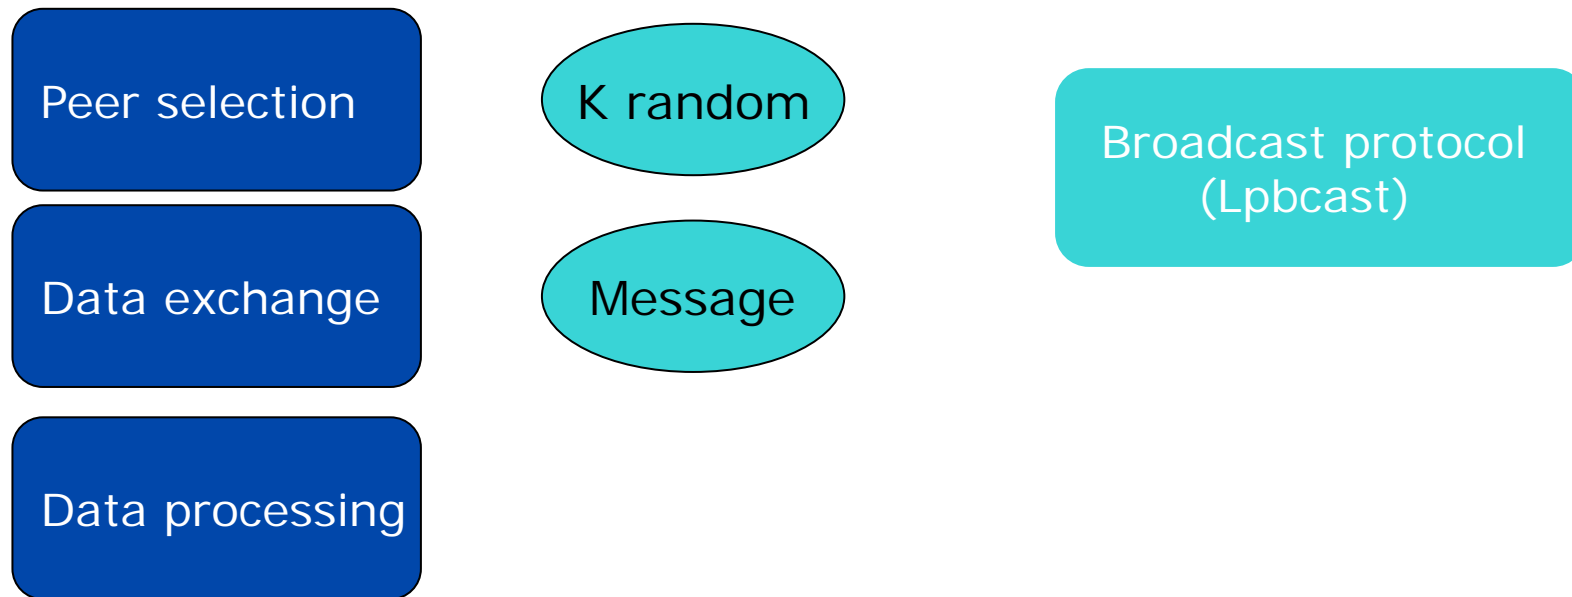 Peer selection
K random
Broadcast protocol
(Lpbcast)
Data exchange
Message
Data processing